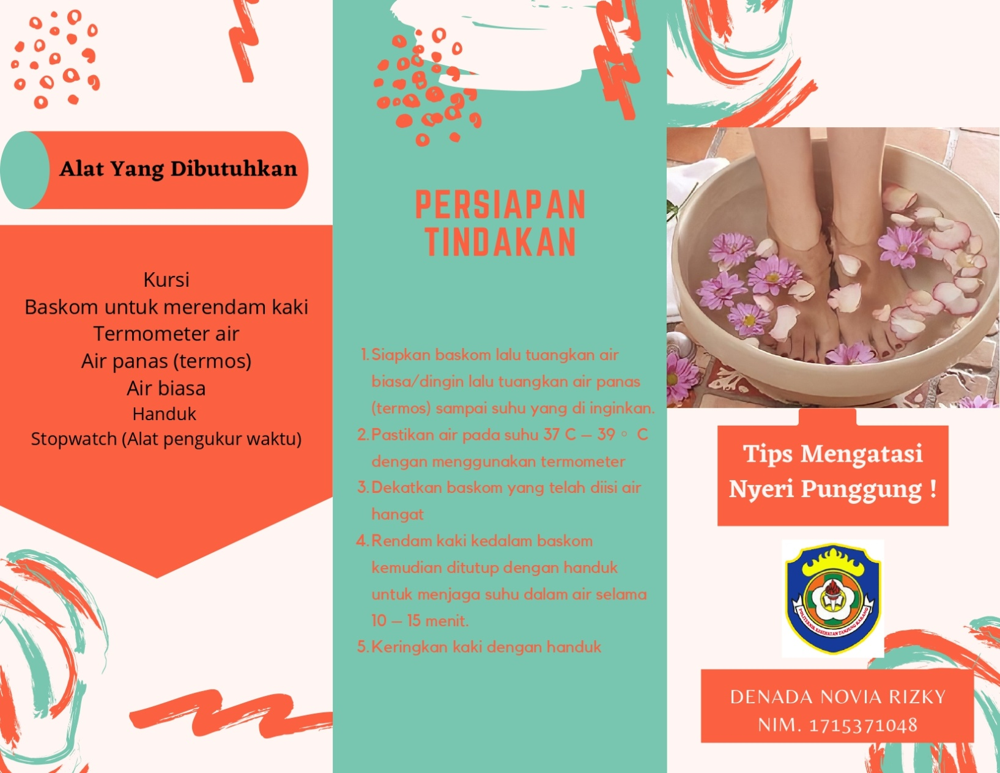 Alat Yang Dibutuhkan
Kursi
Baskom untuk merendam kaki
Termometer air
Air panas (termos)
Air biasa
Handuk
Stopwatch (Alat pengukur waktu)
PERSIAPAN
TINDAKAN
1. Siapkan baskom lalu tuangkan air
biasa/dingin lalu tuangkan air panas
(termos) sampai suhu yang di inginkan.
2. Pastikan air pada suhu 37 C – 39 ° C
dengan menggunakan termometer
3. Dekatkan baskom yang telah diisi air
hangat
4. Rendam kaki kedalam baskom
kemudian ditutup dengan handuk
untuk menjaga suhu dalam air selama
10 – 15 menit.
5. Keringkan kaki dengan handuk
Tips Mengatasi
Nyeri Punggung !
POLITEKNIK KESEHATAN TANJUNG KARANG
DENADA NOVIA RIZKY
NIM. 1715371048